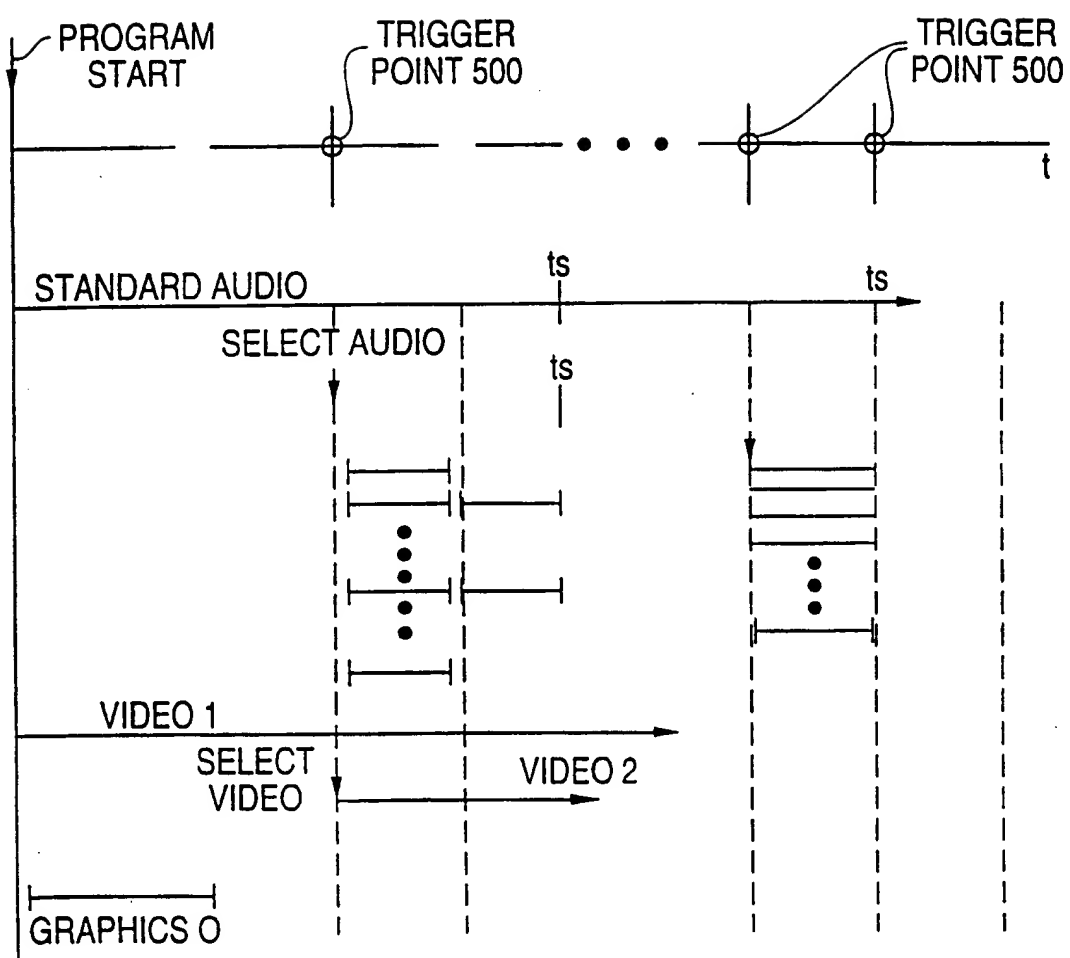 PROGRAM
START
TRIGGER
POINT 500
TRIGGER
POINT 500
t
STANDARD AUDIO
ts
ts
SELECT AUDIO
ts
VIDEO 1
SELECT
VIDEO
VIDEO 2
GRAPHICS O